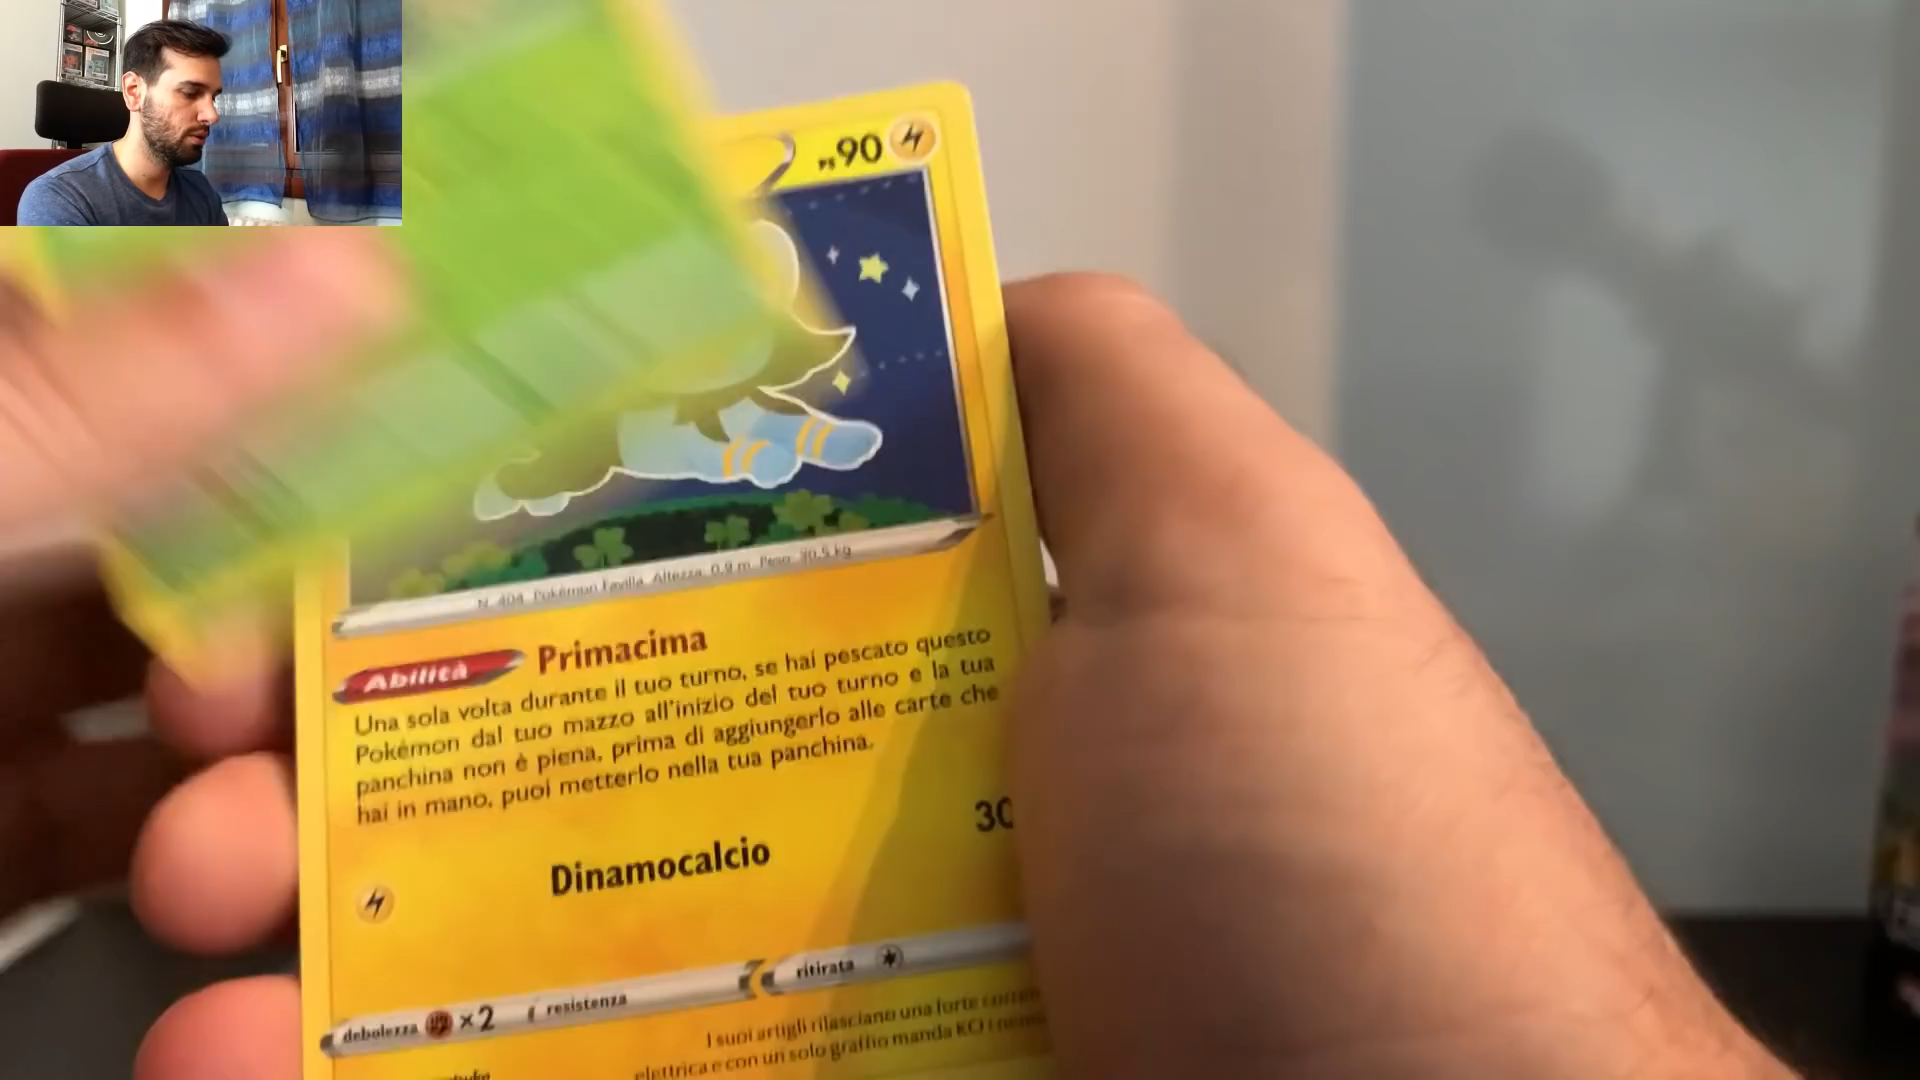 PS 90
N. 404 Pokémon Favilla Altezza: 0,9 m Peso: 30,5 kg
Abilità Primacima
Una sola volta durante il tuo turno, se hai pescato questo
Pokémon dal tuo mazzo all'inizio del tuo turno e la tua
panchina non è piena, prima di aggiungerlo alle carte che
hai in mano, puoi metterlo nella tua panchina.
Dinamocalcio 30
debolezza ×2 resistenza ritirata
I suoi artigli rilasciano una forte
elettrica e con un solo graffio manda KO i